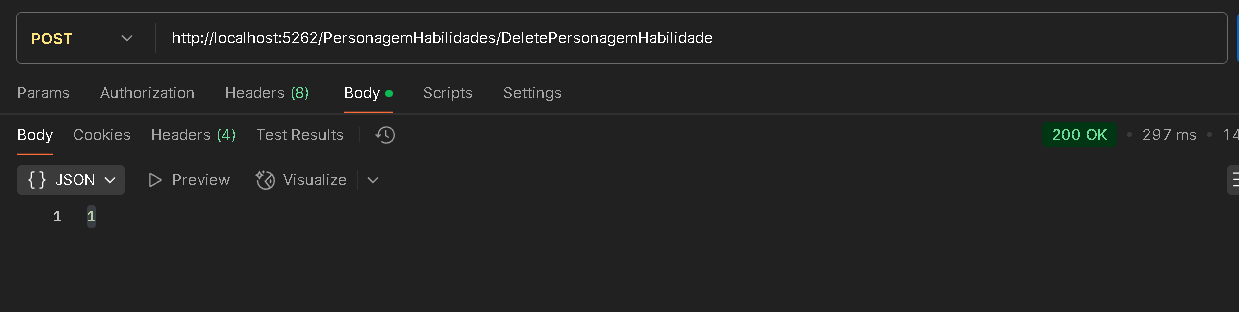 POST http://localhost:5262/PersonagemHabilidades/DeletePersonagemHabilidade
Params Authorization Headers (8) Body Scripts Settings
Body Cookies Headers (4) Test Results 200 OK • 297 ms • 14
{} JSON Preview Visualize
1 1